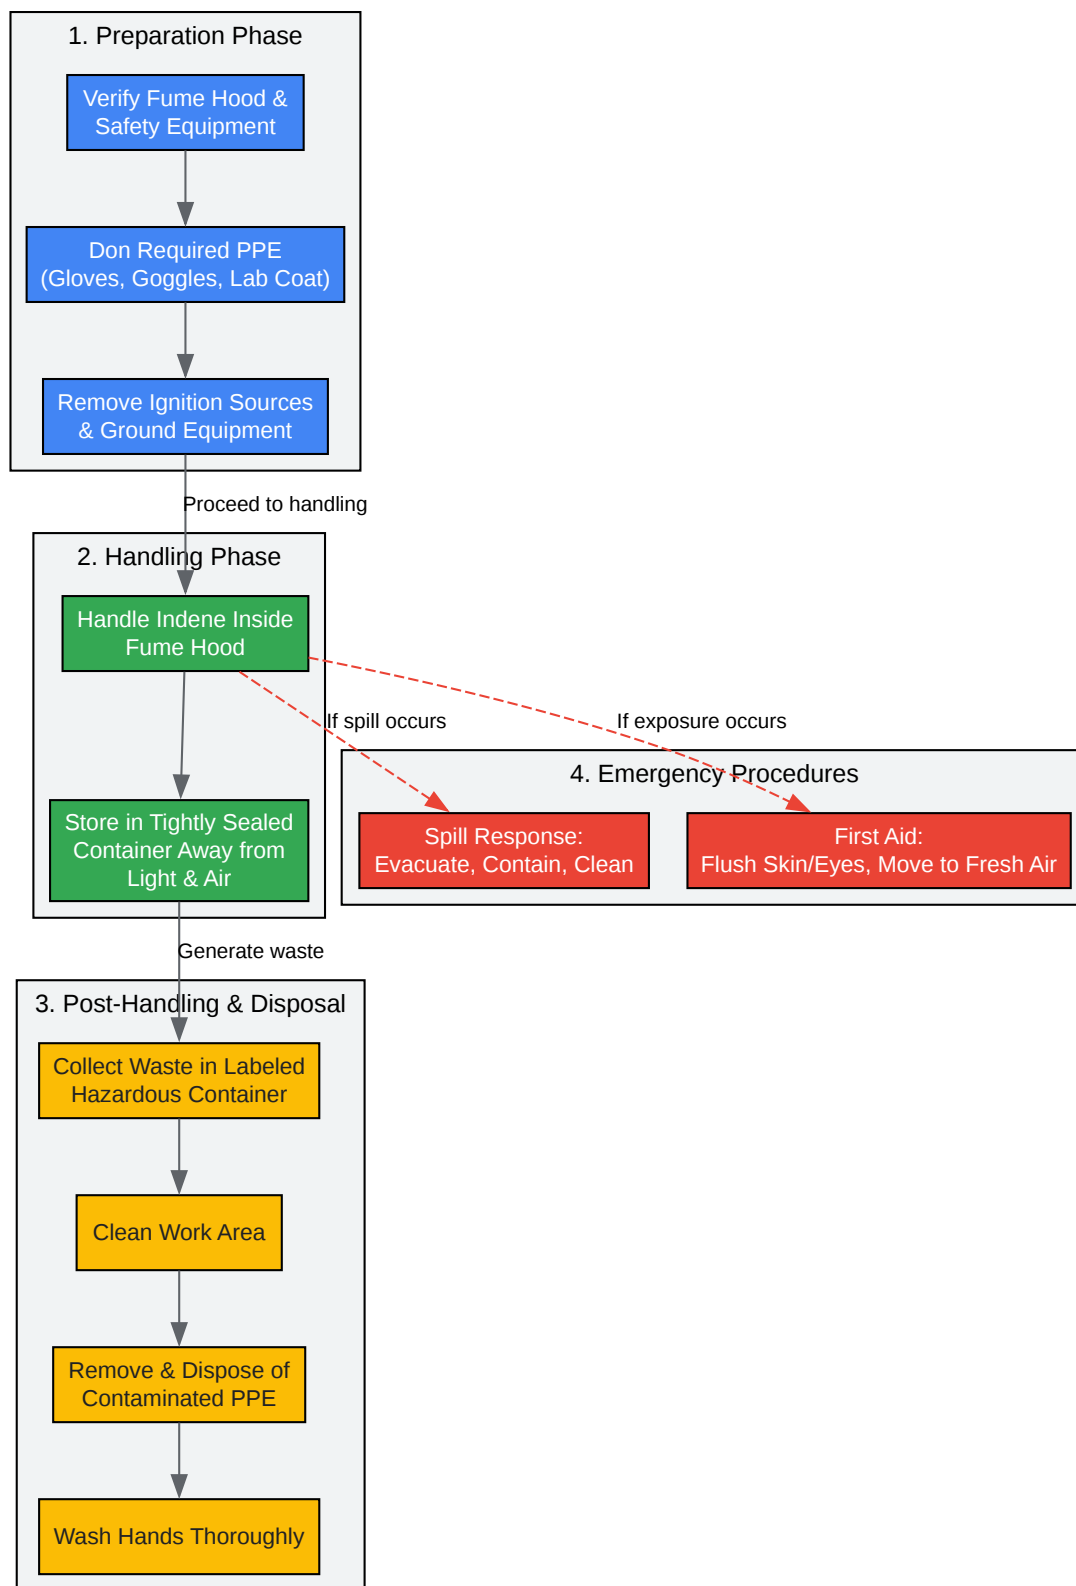 1. Preparation Phase
Verify Fume Hood &
Safety Equipment
Don Required PPE
(Gloves, Goggles, Lab Coat)
Remove Ignition Sources
& Ground Equipment
Proceed to handling
2. Handling Phase
Handle Indene Inside
Fume Hood
If spill occurs
If exposure occurs
4. Emergency Procedures
Spill Response:
Evacuate, Contain, Clean
First Aid:
Flush Skin/Eyes, Move to Fresh Air
Store in Tightly Sealed
Container Away from
Light & Air
Generate waste
3. Post-Handling & Disposal
Collect Waste in Labeled
Hazardous Container
Clean Work Area
Remove & Dispose of
Contaminated PPE
Wash Hands Thoroughly